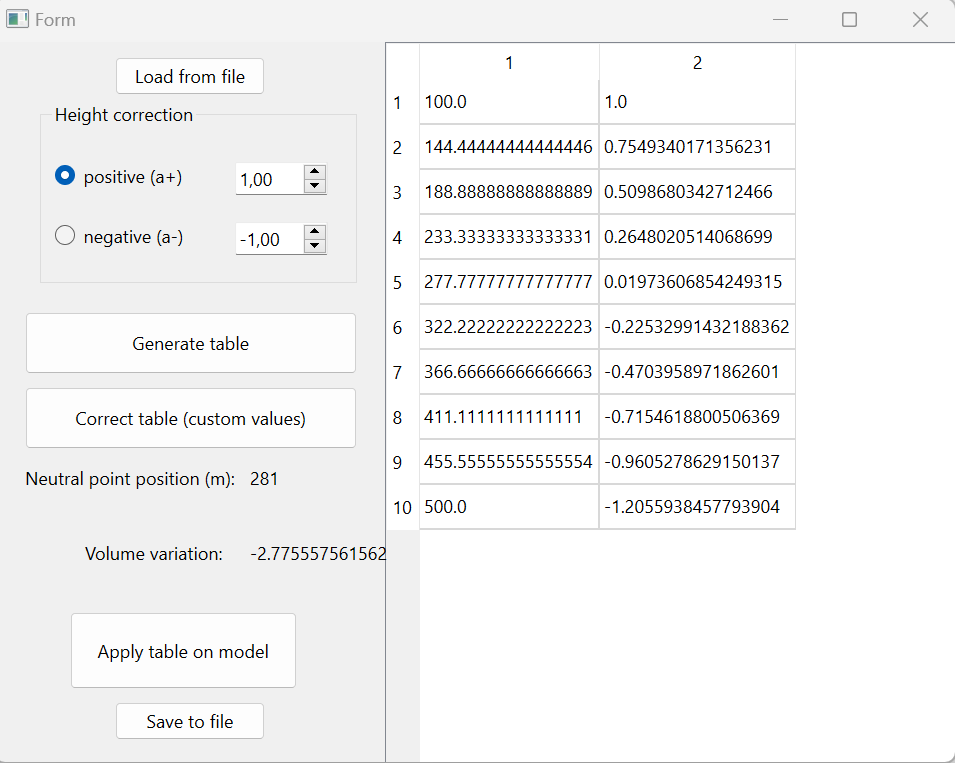 Form
Load from file
Height correction
positive (a+) 1,00
negative (a-) -1,00
Generate table
Correct table (custom values)
Neutral point position (m): 281
Volume variation: -2.775557561562
Apply table on model
Save to file
1 2
1 100.0 1.0
2 144.44444444444446 0.7549340171356231
3 188.88888888888889 0.5098680342712466
4 233.33333333333331 0.2648020514068699
5 277.77777777777777 0.01973606854249315
6 322.22222222222223 -0.22532991432188362
7 366.66666666666663 -0.4703958971862601
8 411.1111111111111 -0.7154618800506369
9 455.55555555555554 -0.9605278629150137
10 500.0 -1.2055938457793904